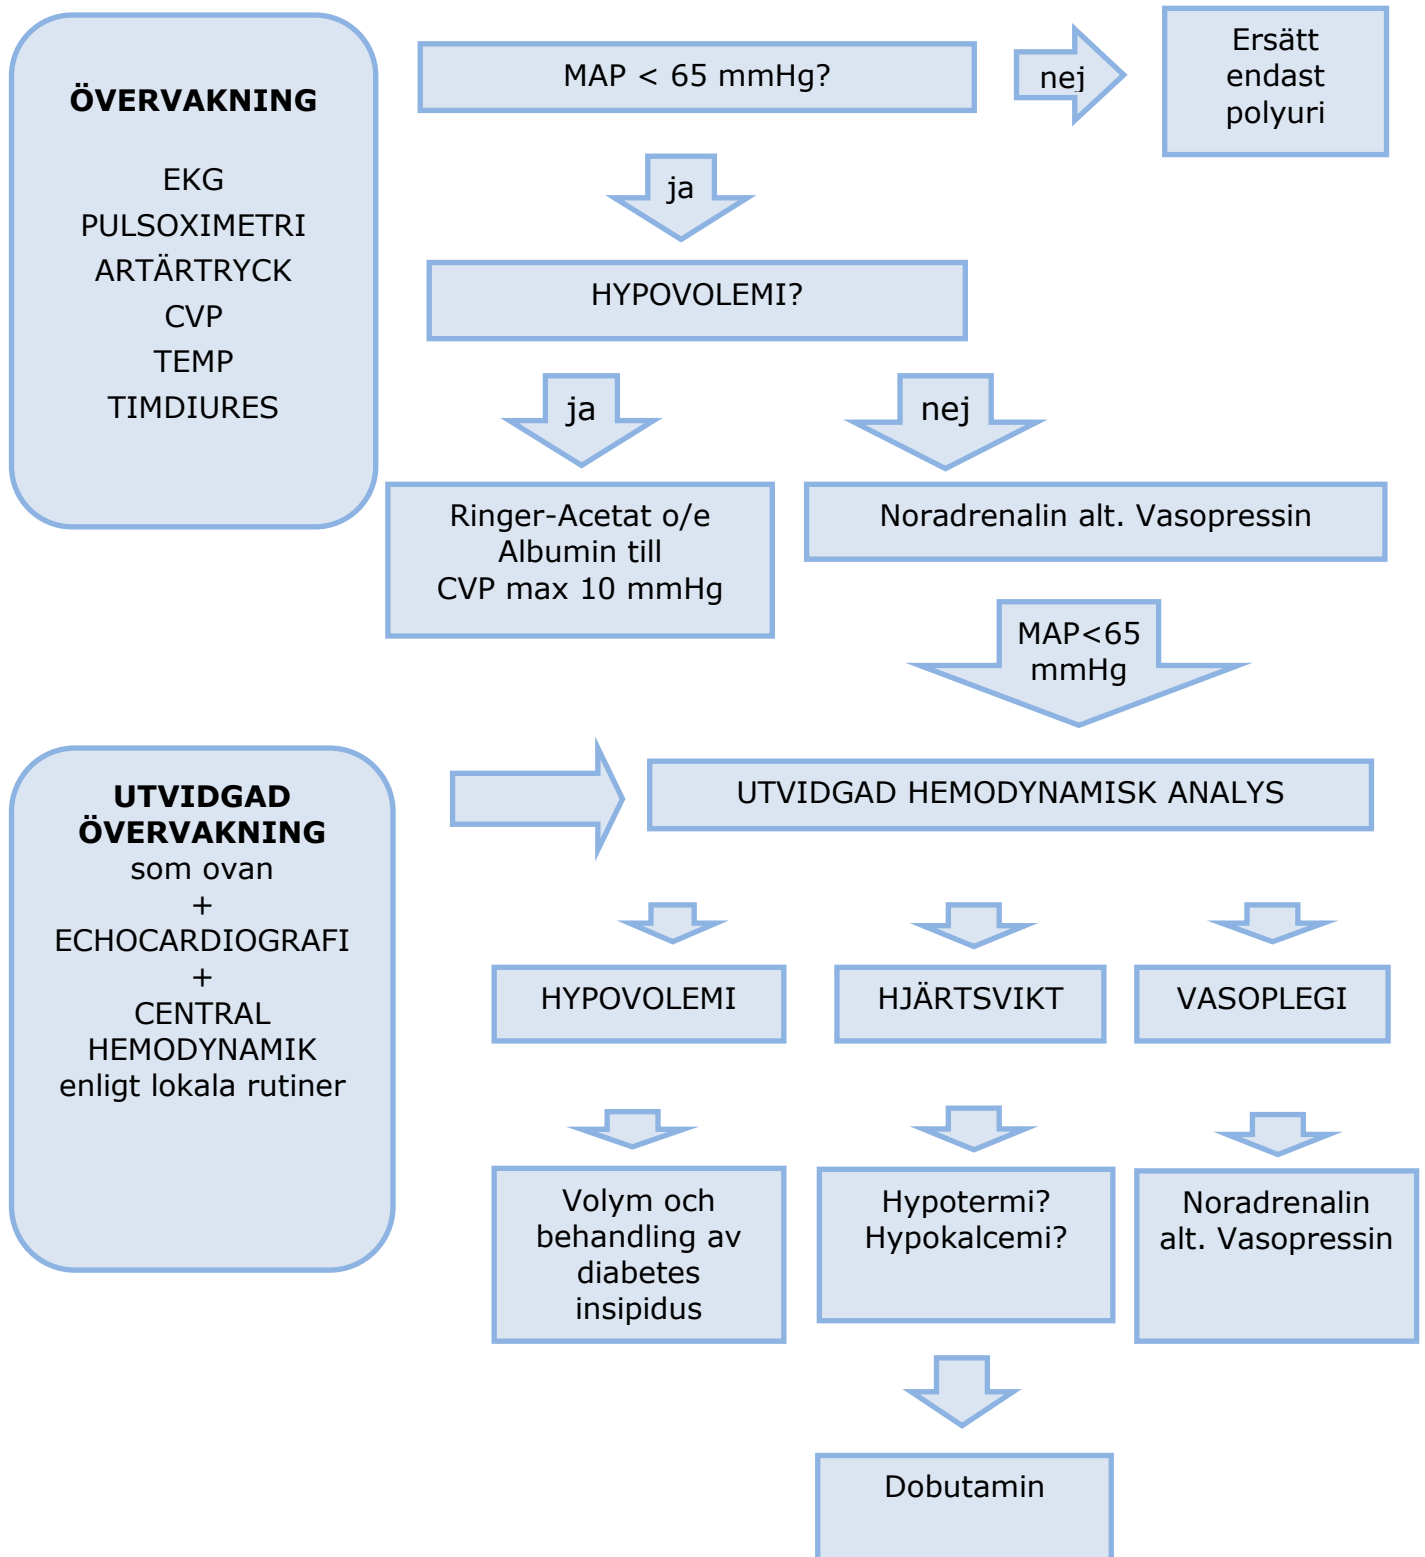 ÖVERVAKNING
EKG
PULSOXIMETRI
ARTÄRTRYCK
CVP
TEMP
TIMDIURES
MAP < 65 mmHg?
nej
Ersätt
endast
polyuri
ja
HYPOVOLEMI?
ja
nej
Ringer-Acetat o/e
Albumin till
CVP max 10 mmHg
Noradrenalin alt. Vasopressin
MAP<65
mmHg
UTVIDGAD
ÖVERVAKNING
som ovan
+
ECHOCARDIOGRAFI
+
CENTRAL
HEMODYNAMIK
enligt lokala rutiner
UTVIDGAD HEMODYNAMISK ANALYS
HYPOVOLEMI
HJÄRTSVIKT
VASOPLEGI
Volym och
behandling av
diabetes
insipidus
Hypotermi?
Hypokalcemi?
Noradrenalin
alt. Vasopressin
Dobutamin